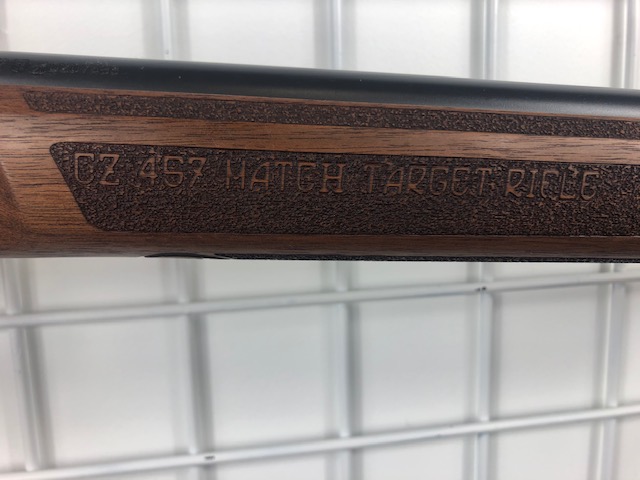 CZ 457 MATCH TARGET RIFLE